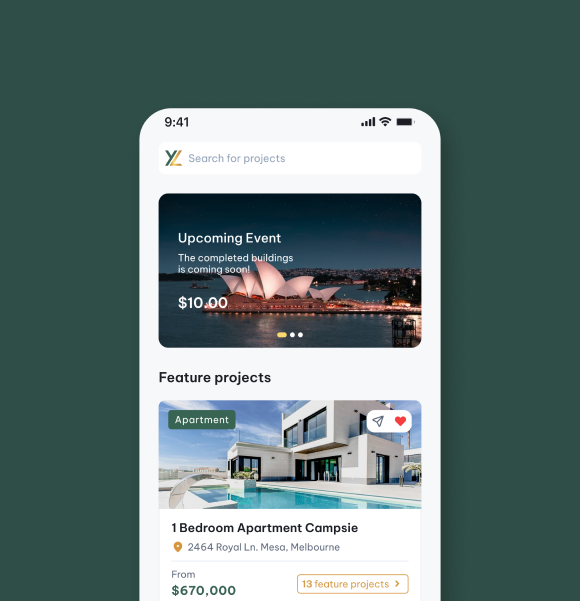 9:41
YL
Search for projects
Upcoming Event
The completed buildings
is coming soon!
$10.00
Feature projects
Apartment
1 Bedroom Apartment Campsie
2464 Royal Ln. Mesa, Melbourne
From
$670,000
13 feature projects